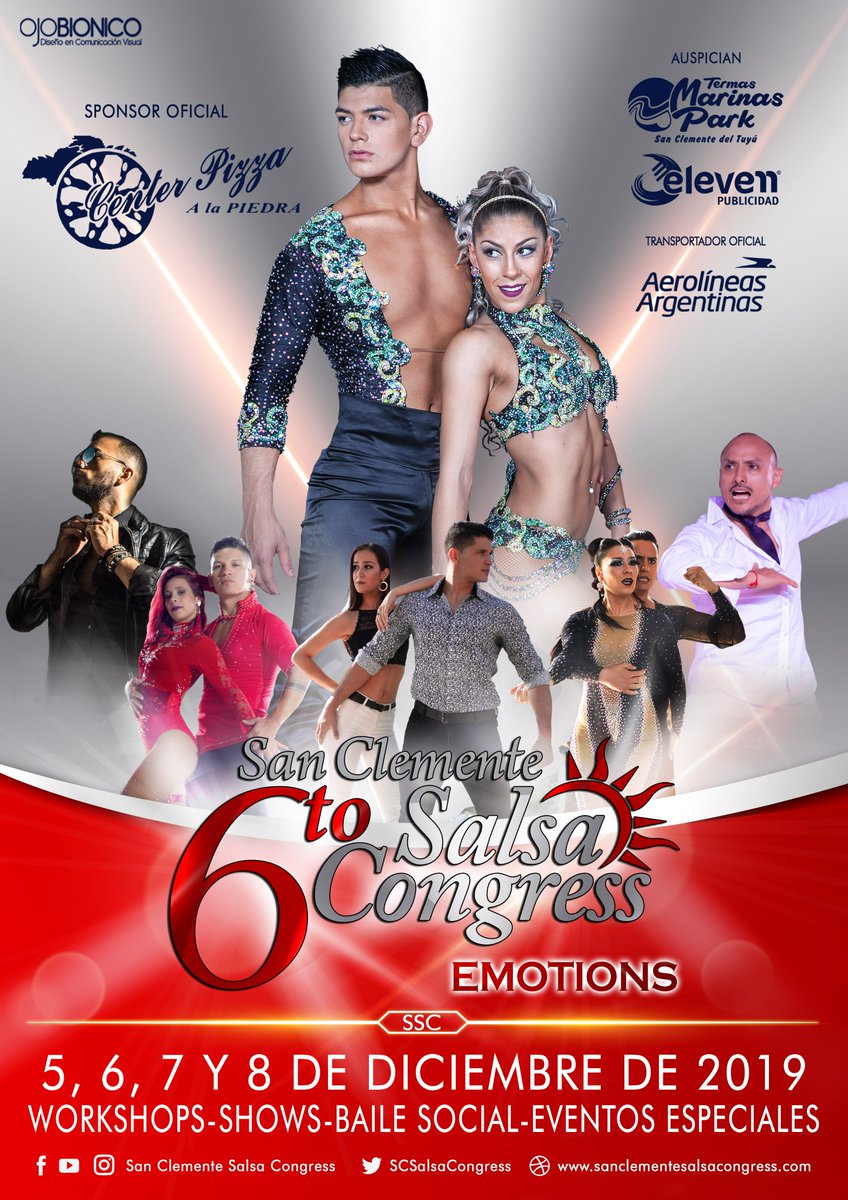 ojoBIONICO
Diseño en Comunicación Visual
SPONSOR OFICIAL
Center Pizza
A la PIEDRA
AUSPICIAN
Termas
Marinas
Park
San Clemente del Tuyú
eleven®
PUBLICIDAD
TRANSPORTADOR OFICIAL
Aerolíneas
Argentinas
San Clemente
6to Salsa
Congress
EMOTIONS
SSC
5, 6, 7 Y 8 DE DICIEMBRE DE 2019
WORKSHOPS-SHOWS-BAILE SOCIAL-EVENTOS ESPECIALES
San Clemente Salsa Congress SCSalsaCongress www.sanclementesalsacongress.com